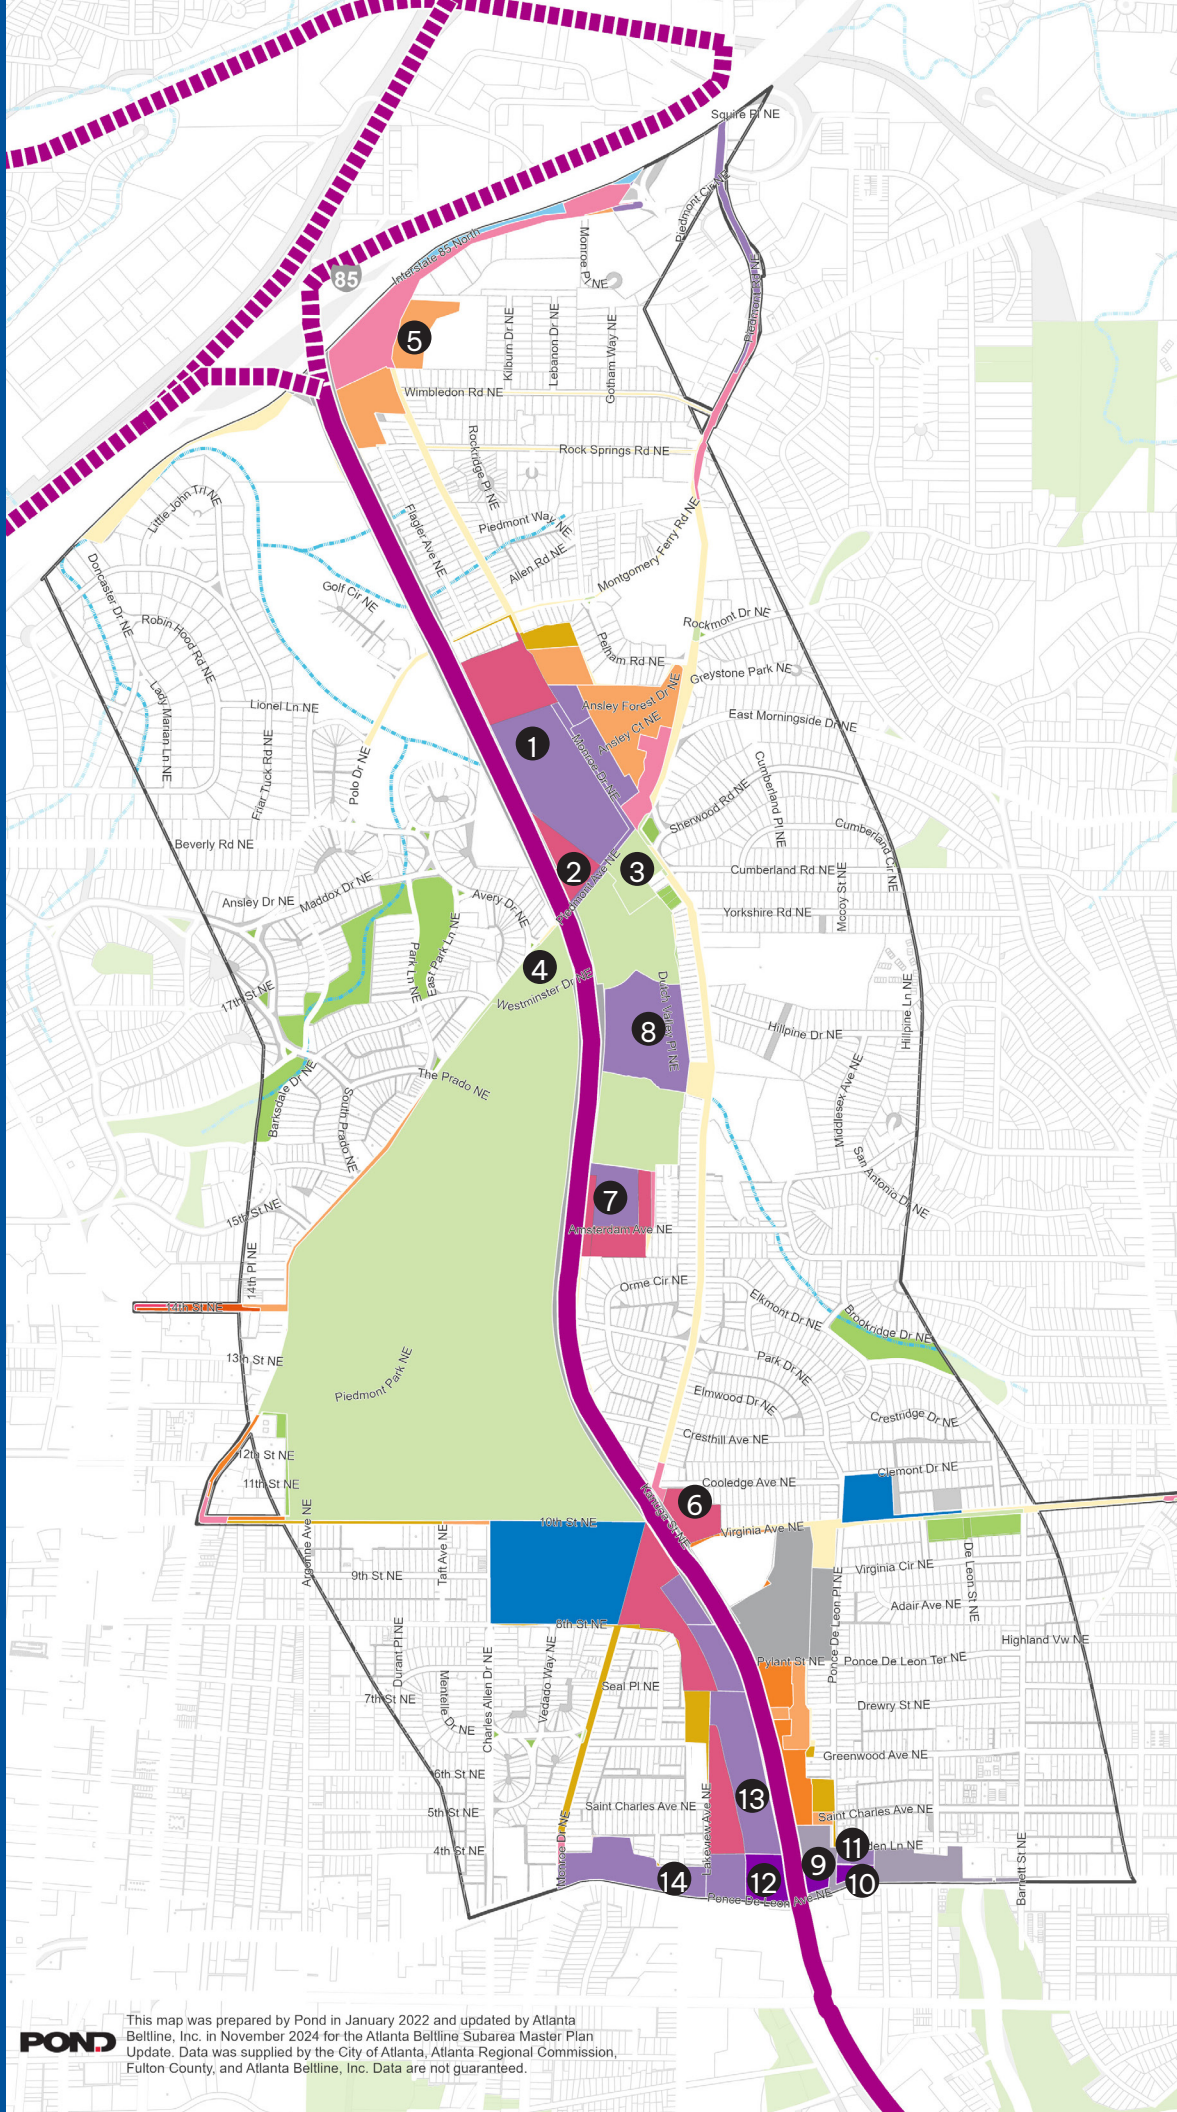 Squire Pl NE
Piedmont Cir NE
Monroe Pl NE
Interstate 85 North
85
Piedmont Rd NE
5
Kilburn Dr NE
Lebanon Dr NE
Gotham Way NE
Wimbledon Rd NE
Rock Springs Rd NE
Rockridge Pl NE
Little John Trl NE
Flagler Ave NE
Piedmont Way NE
Allen Rd NE
Montgomery Ferry Rd NE
Doncaster Dr NE
Golf Cir NE
Robin Hood Rd NE
Rockmont Dr NE
Pelham Rd NE
Greystone Park NE
Lady Marian Ln NE
Lionel Ln NE
Ansley Forest Dr NE
East Morningside Dr NE
Ansley Ct NE
1
Monroe Dr NE
Friar Tuck Rd NE
Polo Dr NE
Cumberland Pl NE
Sherwood Rd NE
Beverly Rd NE
Cumberland Cir NE
2
3
Piedmont Ave NE
Cumberland Rd NE
Mccoy St NE
Maddox Dr NE
Ansley Dr NE
Avery Dr NE
Yorkshire Rd NE
East Park Ln NE
Park Ln NE
4
Westminster Dr NE
17th St NE
Dutch Valley Pl NE
8
Hillpine Dr NE
Hillpine Ln NE
The Prado NE
Barksdale Dr NE
South Prado NE
Middlesex Ave NE
San Antonio Dr NE
7
15th St NE
Amsterdam Ave NE
14th Pl NE
Orme Cir NE
14th St NE
Elkmont Dr NE
Brookridge Dr NE
13th St NE
Piedmont Park NE
Park Dr NE
Elmwood Dr NE
Crestridge Dr NE
Cresthill Ave NE
12th St NE
Clemont Dr NE
11th St NE
Cooledge Ave NE
6
Kanuga St NE
10th St NE
Virginia Ave NE
Argonne Ave NE
Taft Ave NE
9th St NE
Virginia Cir NE
De Leon St NE
Ponce De Leon Pl NE
Adair Ave NE
8th St NE
Highland Vw NE
Durant Pl NE
Pylant St NE
Ponce De Leon Ter NE
Charles Allen Dr NE
Vedado Way NE
Seal Pl NE
7th St NE
Mentelle Dr NE
Drewry St NE
Greenwood Ave NE
6th St NE
13
5th St NE
Saint Charles Ave NE
Saint Charles Ave NE
Lakeview Ave NE
4th St NE
Monroe Dr NE
11
den Ln NE
9
14
12
10
Barnett St NE
Ponce De Leon Ave NE
POND
This map was prepared by Pond in January 2022 and updated by Atlanta
Beltline, Inc. in November 2024 for the Atlanta Beltline Subarea Master Plan
Update. Data was supplied by the City of Atlanta, Atlanta Regional Commission,
Fulton County, and Atlanta Beltline, Inc. Data are not guaranteed.